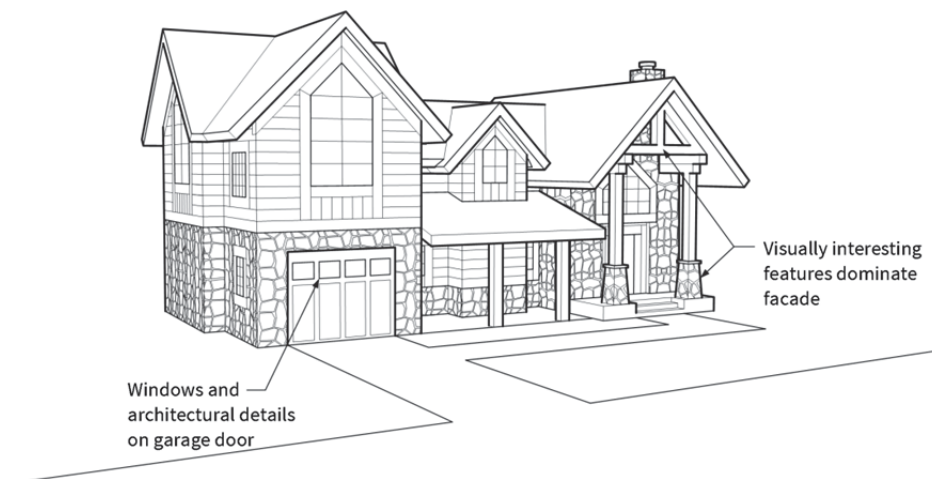 Visually interesting
features dominate
facade
Windows and
architectural details
on garage door